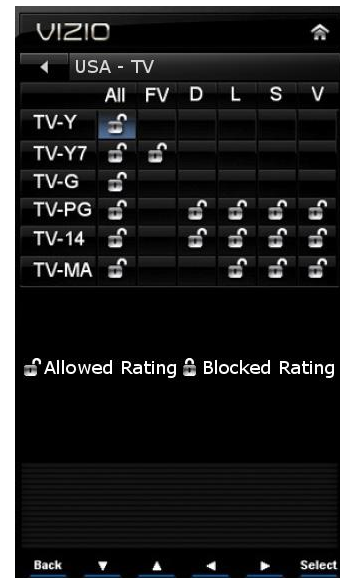 VIZIO
USA - TV
All FV D L S V
TV-Y
TV-Y7
TV-G
TV-PG
TV-14
TV-MA
Allowed Rating Blocked Rating
Back Select